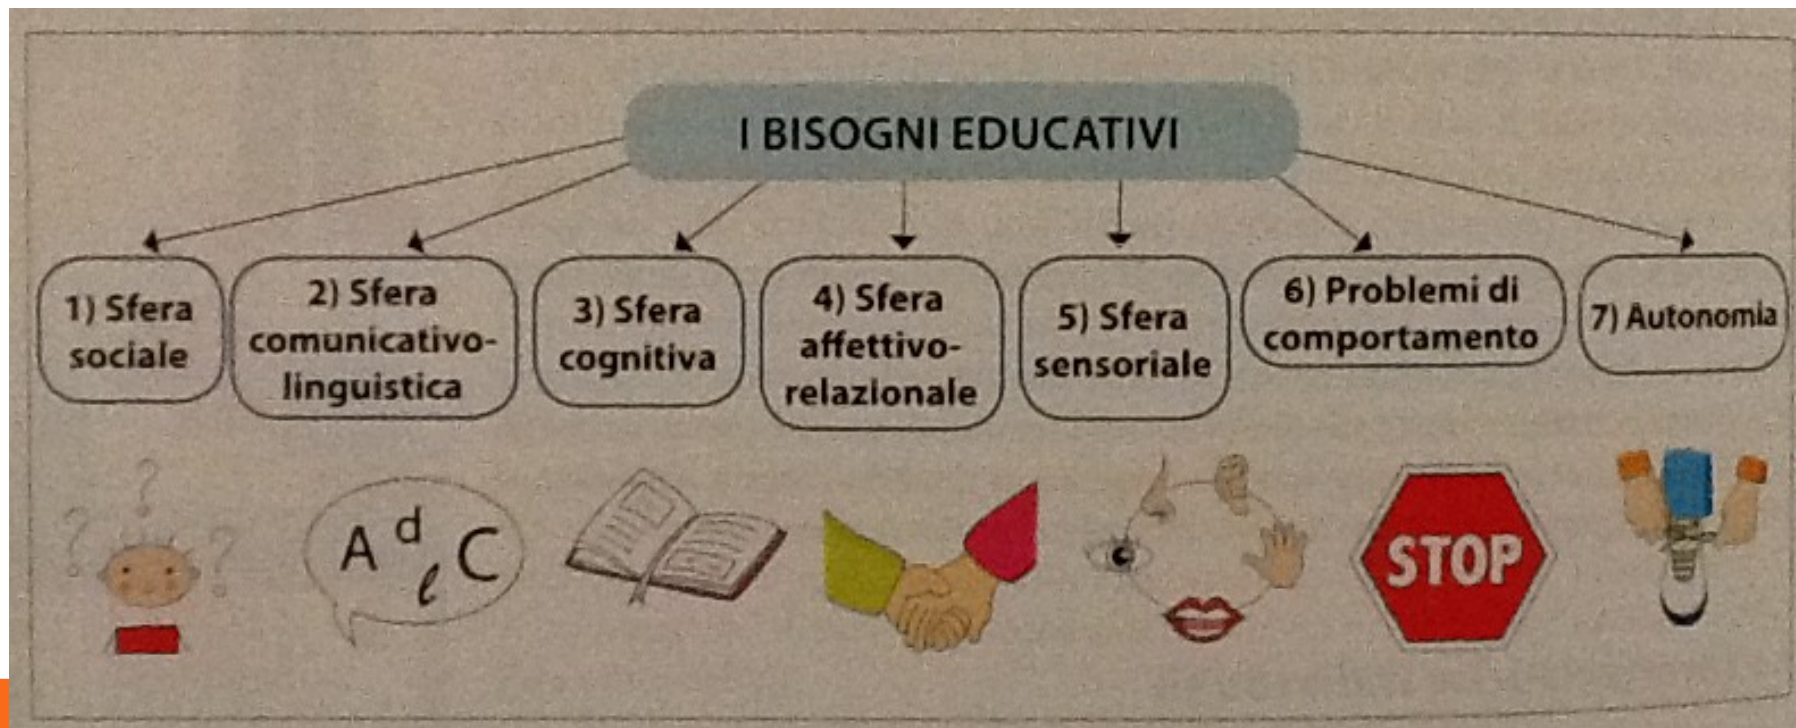 I BISOGNI EDUCATIVI
1) Sfera
sociale
2) Sfera
comunicativo-
linguistica
3) Sfera
cognitiva
4) Sfera
affettivo-
relazionale
5) Sfera
sensoriale
6) Problemi di
comportamento
7) Autonomia
? ? ?
A d l C
STOP